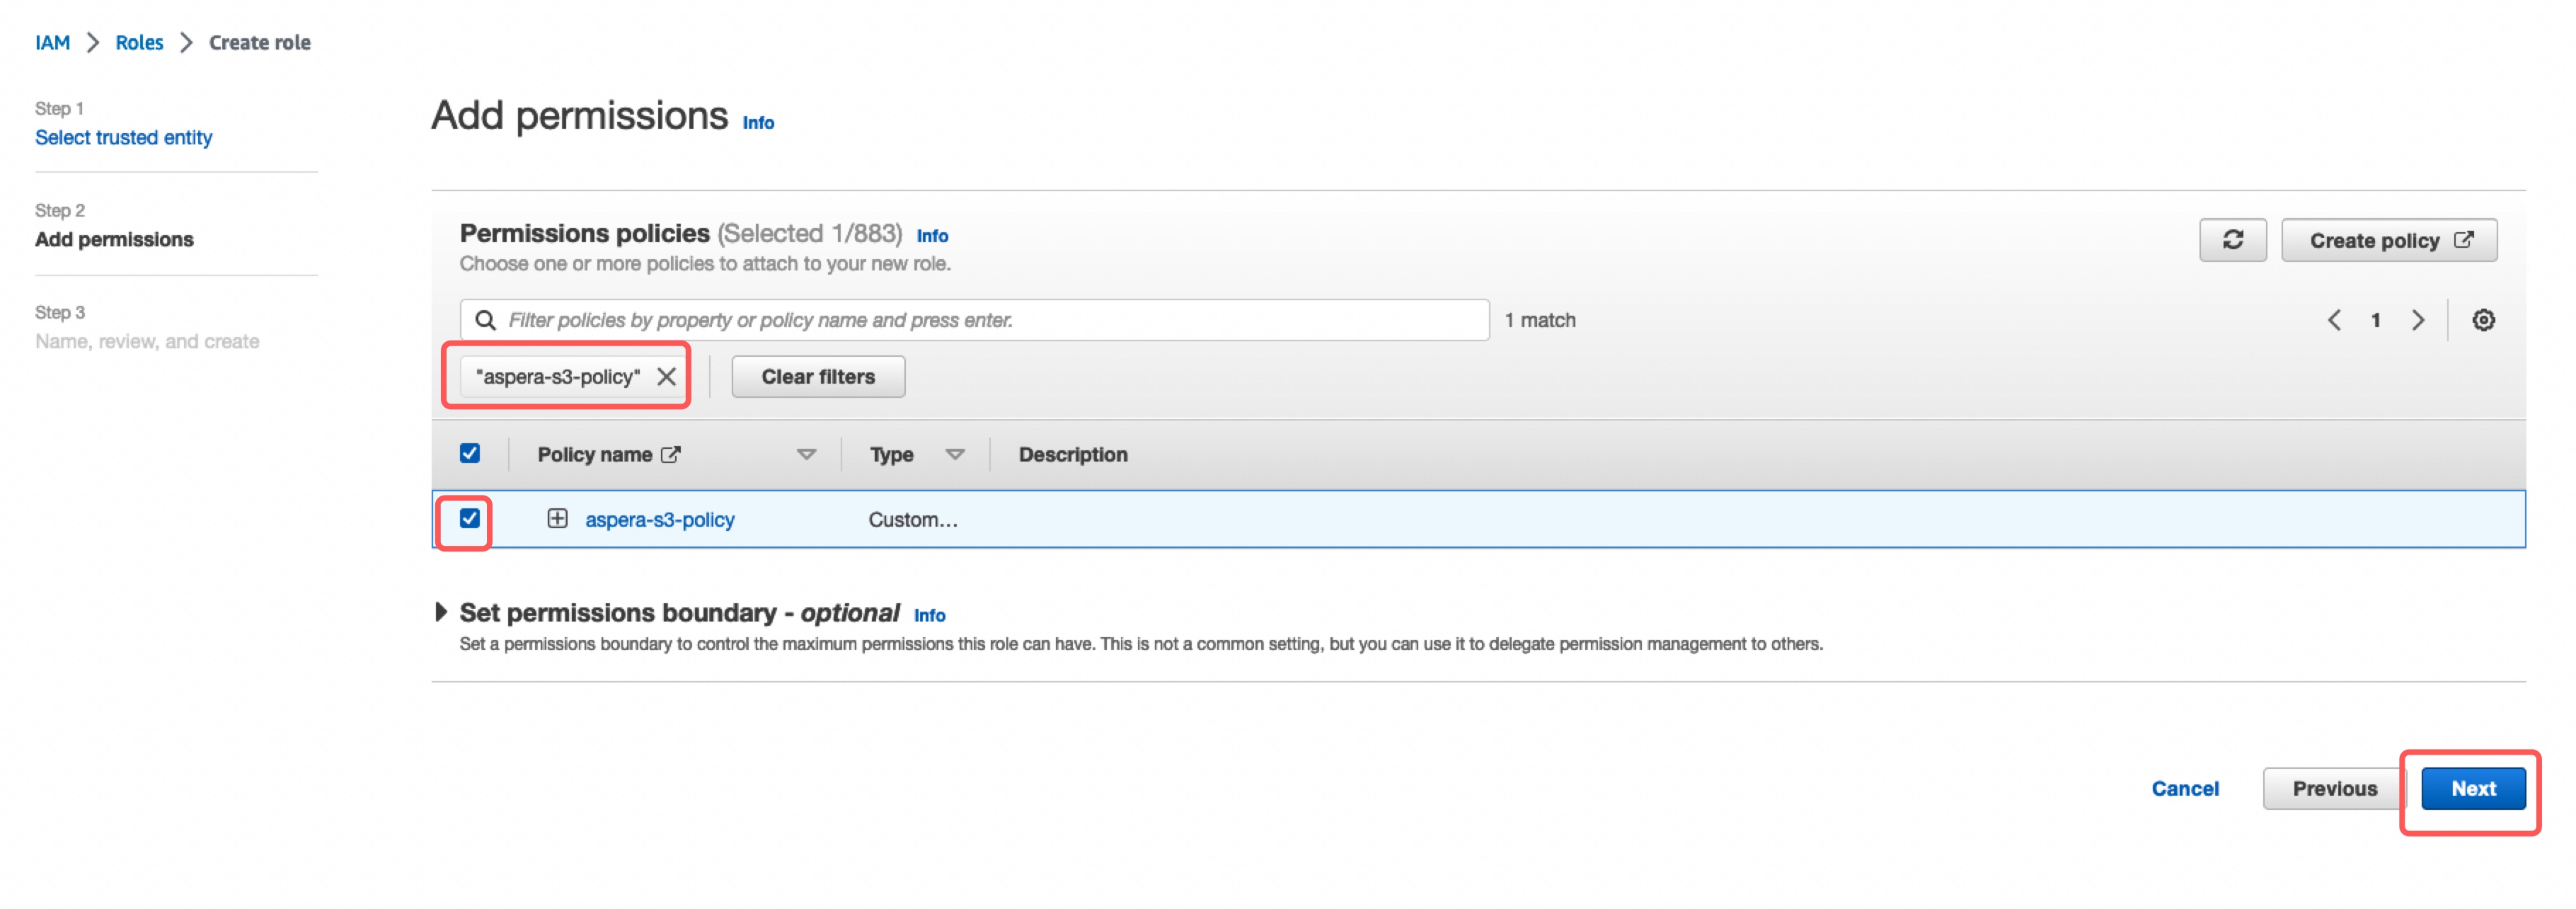 IAM > Roles > Create role
Step 1
Select trusted entity
Step 2
Add permissions
Step 3
Name, review, and create
Add permissions Info
Permissions policies (Selected 1/883) Info
Choose one or more policies to attach to your new role.
Create policy
Filter policies by property or policy name and press enter.
1 match
1
"aspera-s3-policy"
Clear filters
Policy name Type Description
aspera-s3-policy Custom...
Set permissions boundary - optional Info
Set a permissions boundary to control the maximum permissions this role can have. This is not a common setting, but you can use it to delegate permission management to others.
Cancel Previous Next